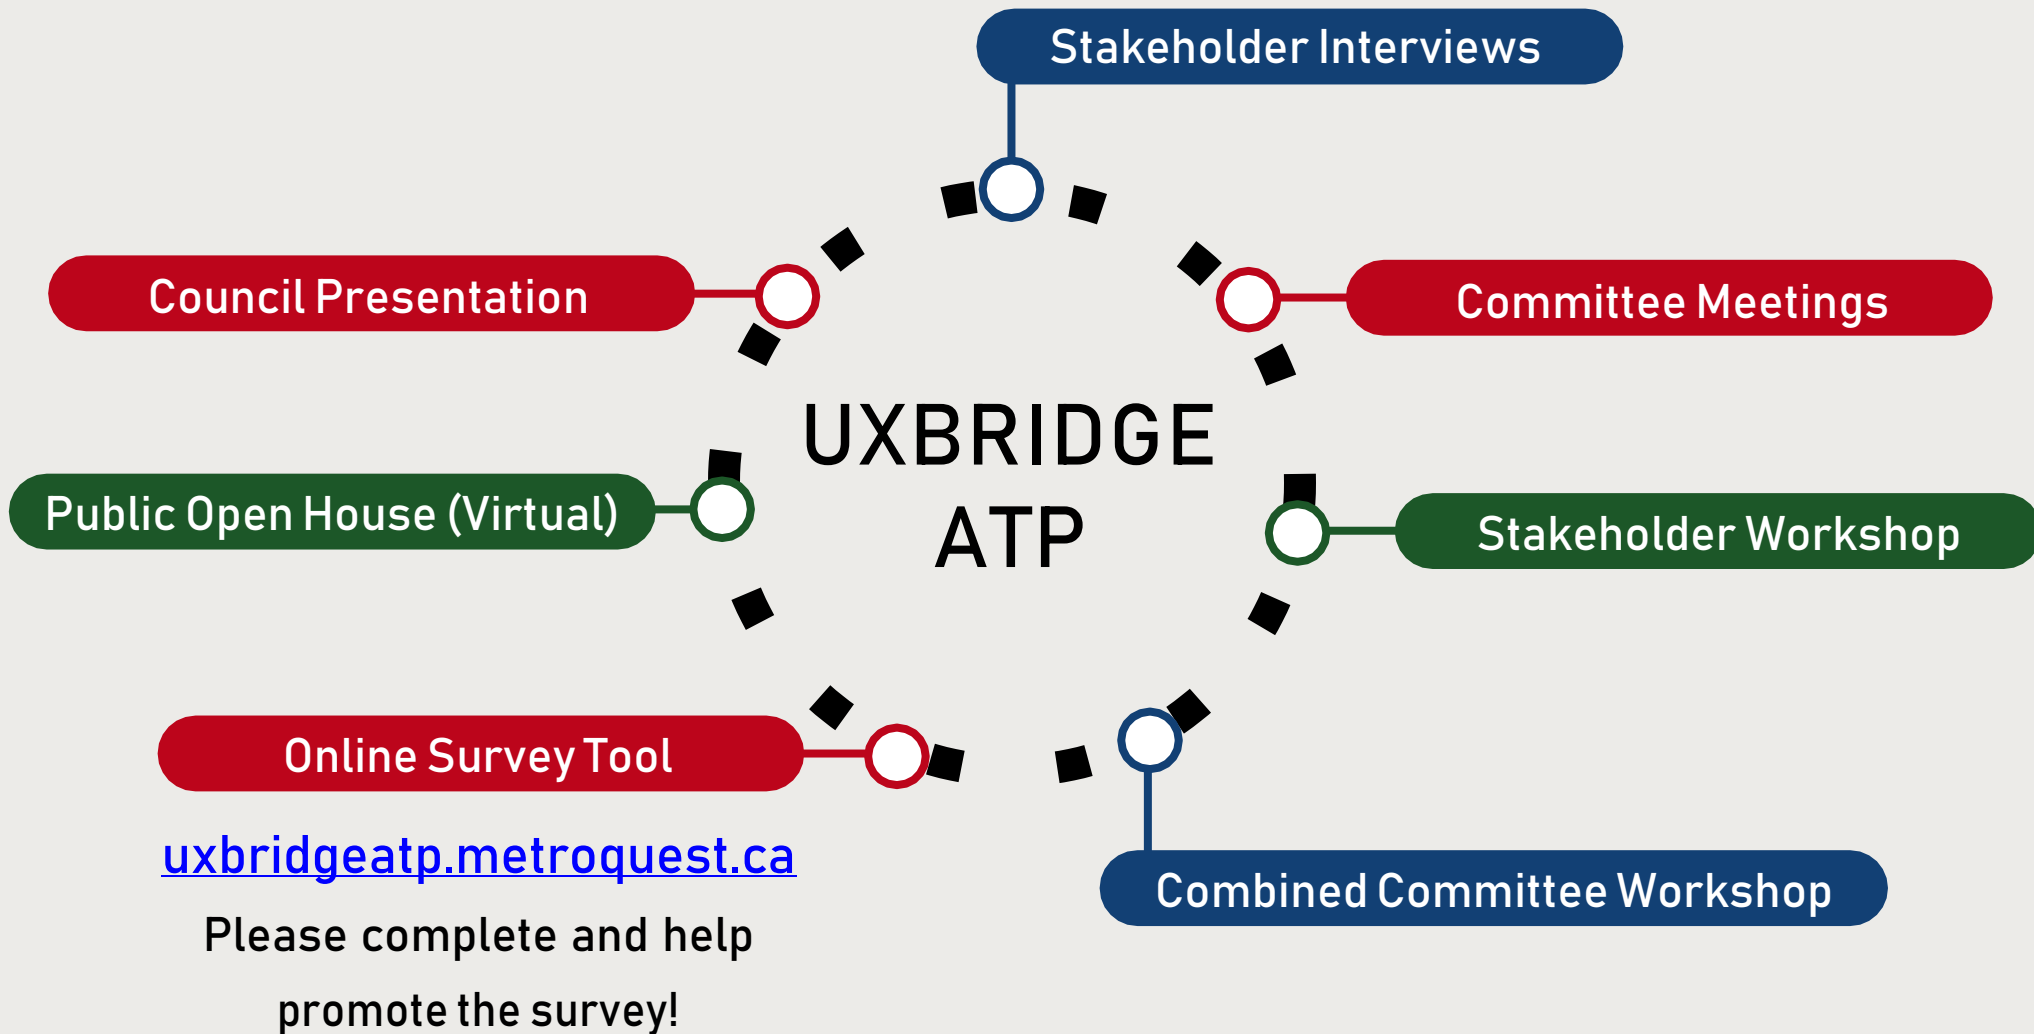 Stakeholder Interviews
Council Presentation
Committee Meetings
UXBRIDGE
ATP
Public Open House (Virtual)
Stakeholder Workshop
Online Survey Tool
uxbridgeatp.metroquest.ca
Please complete and help
promote the survey!
Combined Committee Workshop